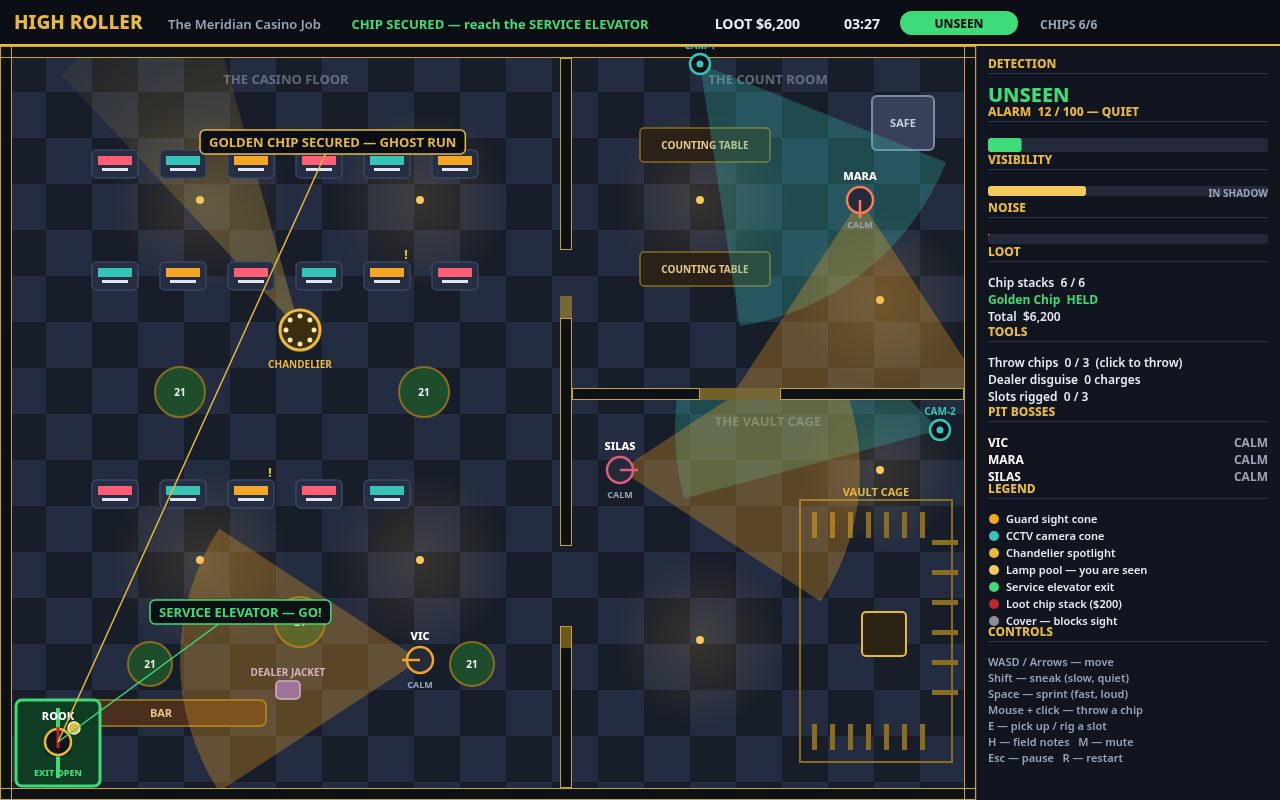 HIGH ROLLER
The Meridian Casino Job
CHIP SECURED — reach the SERVICE ELEVATOR
LOOT $6,200
03:27
UNSEEN
CHIPS 6/6
THE CASINO FLOOR
GOLDEN CHIP SECURED — GHOST RUN
!
CHANDELIER
21
21
!
SERVICE ELEVATOR — GO!
21
21
DEALER JACKET
VIC
CALM
BAR
ROOK
EXIT OPEN
CAM-1
THE COUNT ROOM
SAFE
COUNTING TABLE
MARA
CALM
COUNTING TABLE
CAM-2
THE VAULT CAGE
SILAS
CALM
VAULT CAGE
DETECTION
UNSEEN
ALARM 12 / 100 — QUIET
VISIBILITY
IN SHADOW
NOISE
LOOT
Chip stacks 6 / 6
Golden Chip HELD
Total $6,200
TOOLS
Throw chips 0 / 3 (click to throw)
Dealer disguise 0 charges
Slots rigged 0 / 3
PIT BOSSES
VIC CALM
MARA CALM
SILAS CALM
LEGEND
Guard sight cone
CCTV camera cone
Chandelier spotlight
Lamp pool — you are seen
Service elevator exit
Loot chip stack ($200)
Cover — blocks sight
CONTROLS
WASD / Arrows — move
Shift — sneak (slow, quiet)
Space — sprint (fast, loud)
Mouse + click — throw a chip
E — pick up / rig a slot
H — field notes M — mute
Esc — pause R — restart